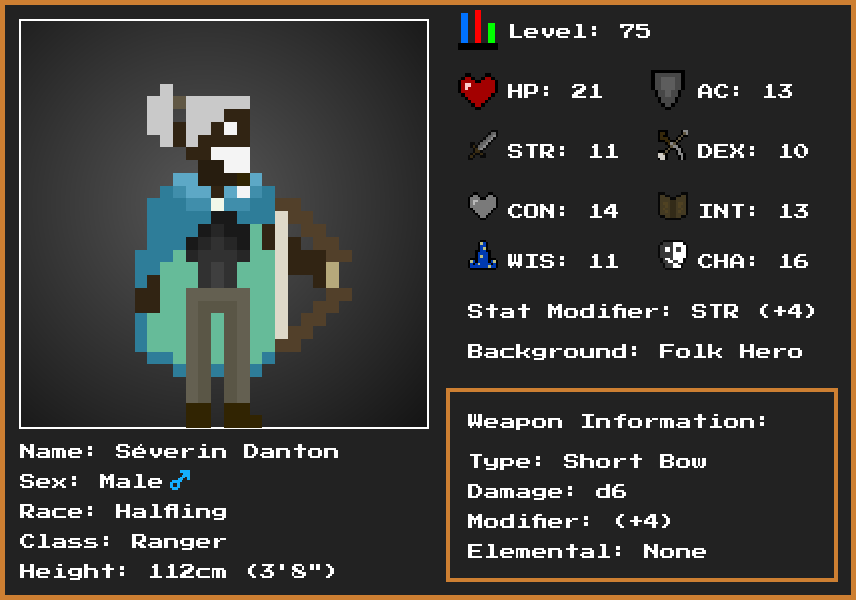 Level: 75
HP: 21 AC: 13
STR: 11 DEX: 10
CON: 14 INT: 13
WIS: 11 CHA: 16
Stat Modifier: STR (+4)
Background: Folk Hero
Weapon Information:
Type: Short Bow
Damage: d6
Modifier: (+4)
Elemental: None
Name: Séverin Danton
Sex: Male ♂
Race: Halfling
Class: Ranger
Height: 112cm (3'8")